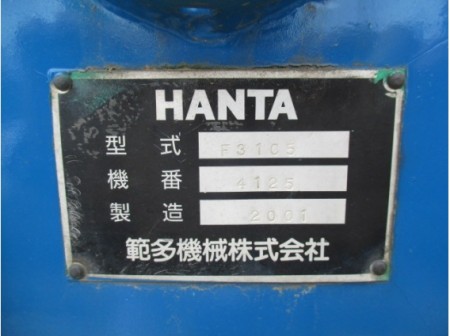 HANTA
型式 F3105
機番 4125
製造 2001
範多機械株式会社